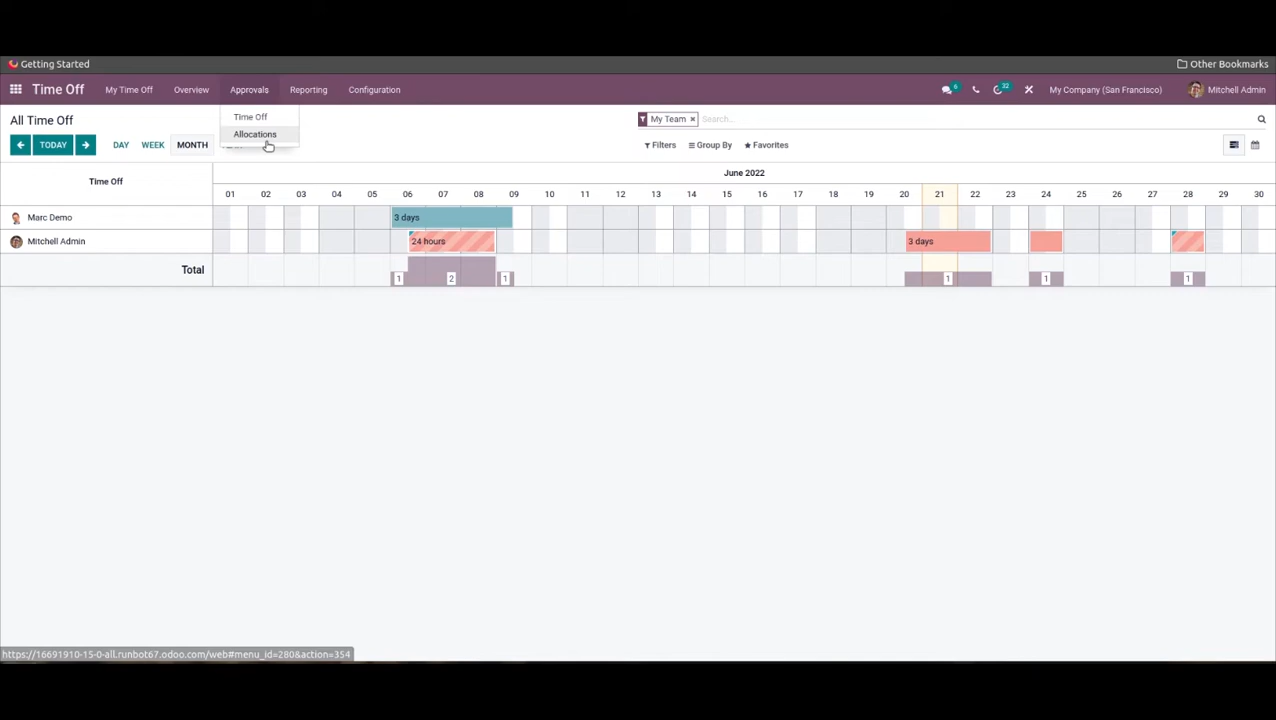 Getting Started
Other Bookmarks
Time Off My Time Off Overview Approvals Reporting Configuration 6 32 My Company (San Francisco) Mitchell Admin
Time Off
Allocations
All Time Off
My Team × Search...
TODAY DAY WEEK MONTH
Filters Group By Favorites
June 2022
Time Off
01 02 03 04 05 06 07 08 09 10 11 12 13 14 15 16 17 18 19 20 21 22 23 24 25 26 27 28 29 30
Marc Demo 3 days
Mitchell Admin 24 hours 3 days
Total 1 2 1 1 1 1
https://16691910-15-0-all.runbot67.odoo.com/web#menu_id=280&action=354